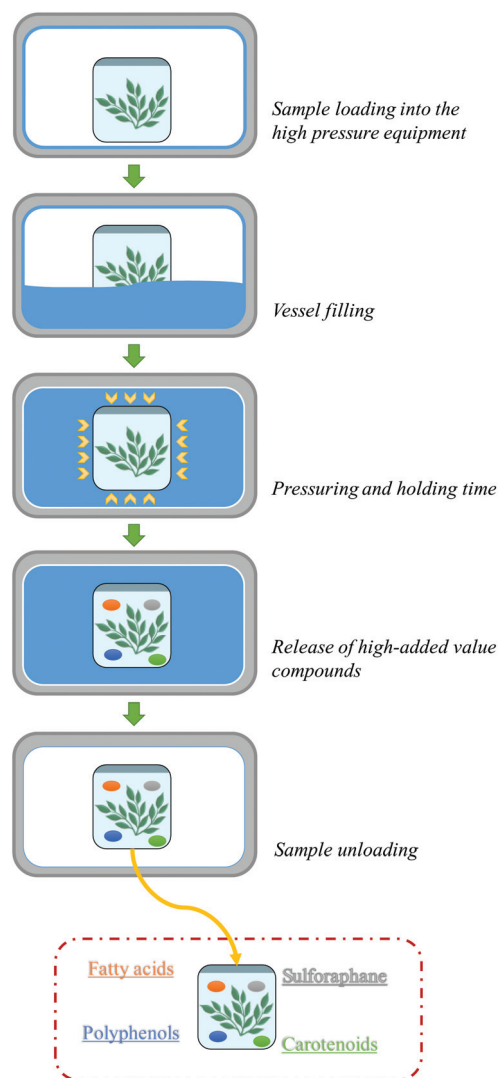 Sample loading into the
high pressure equipment
Vessel filling
Pressuring and holding time
Release of high-added value
compounds
Sample unloading
Fatty acids
Sulforaphane
Polyphenols
Carotenoids